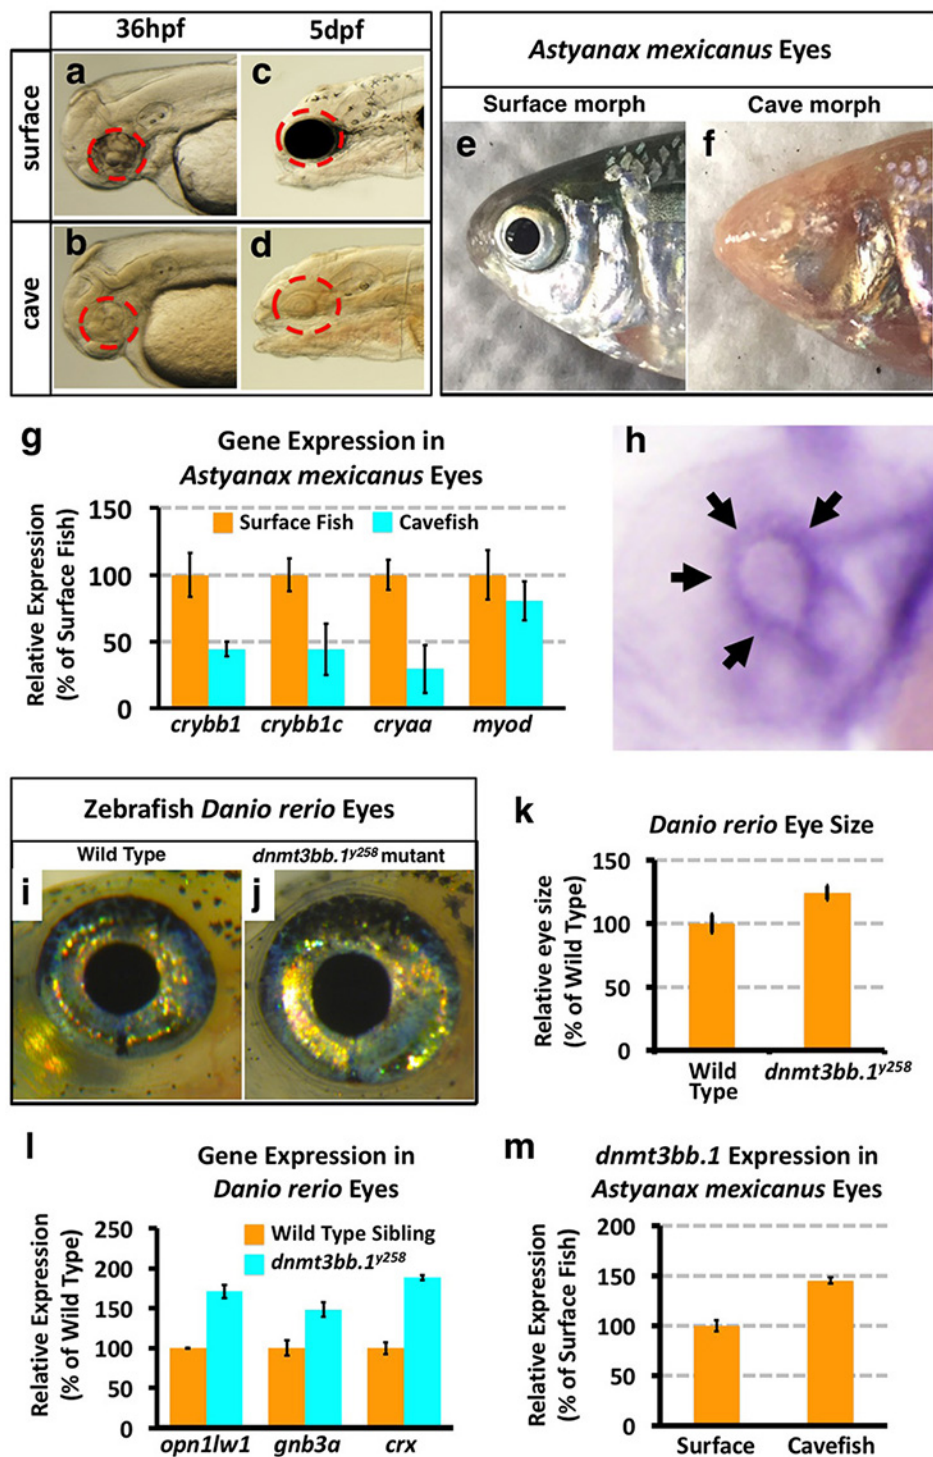 36hpf
5dpf
surface
cave
a
c
b
d
Astyanax mexicanus Eyes
Surface morph
Cave morph
e
f
g
Gene Expression in
Astyanax mexicanus Eyes
Relative Expression
(% of Surface Fish)
150
100
50
0
Surface Fish
Cavefish
crybb1
crybb1c
cryaa
myod
h
Zebrafish Danio rerio Eyes
Wild Type
dnmt3bb.1y258 mutant
i
j
k
Danio rerio Eye Size
Relative eye size
(% of Wild Type)
150
100
50
0
Wild
Type
dnmt3bb.1y258
l
Gene Expression in
Danio rerio Eyes
Relative Expression
(% of Wild Type)
250
200
150
100
50
0
Wild Type Sibling
dnmt3bb.1y258
opn1lw1
gnb3a
crx
m
dnmt3bb.1 Expression in
Astyanax mexicanus Eyes
Relative Expression
(% of Surface Fish)
200
150
100
50
0
Surface
Cavefish